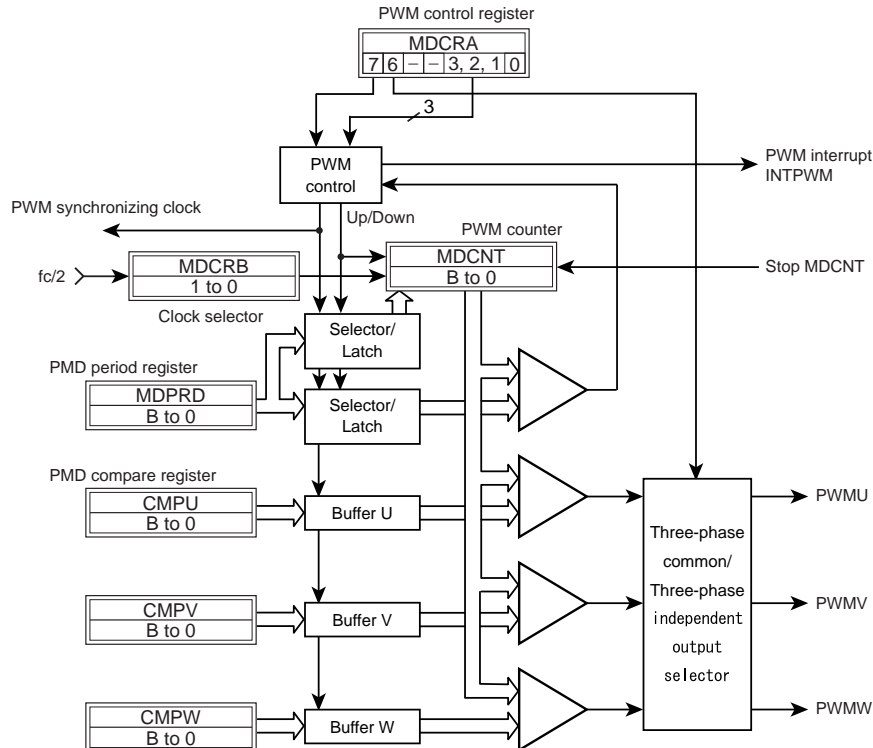 PWM control register
MDCRA
7 6 – – 3, 2, 1 0
3
PWM
control
PWM interrupt
INTPWM
PWM synchronizing clock
Up/Down
PWM counter
fc/2
MDCRB
1 to 0
MDCNT
B to 0
Stop MDCNT
Clock selector
Selector/
Latch
PMD period register
MDPRD
B to 0
Selector/
Latch
PMD compare register
CMPU
B to 0
Buffer U
PWMU
Three-phase
common/
Three-phase
independent
output
selector
CMPV
B to 0
Buffer V
PWMV
CMPW
B to 0
Buffer W
PWMW